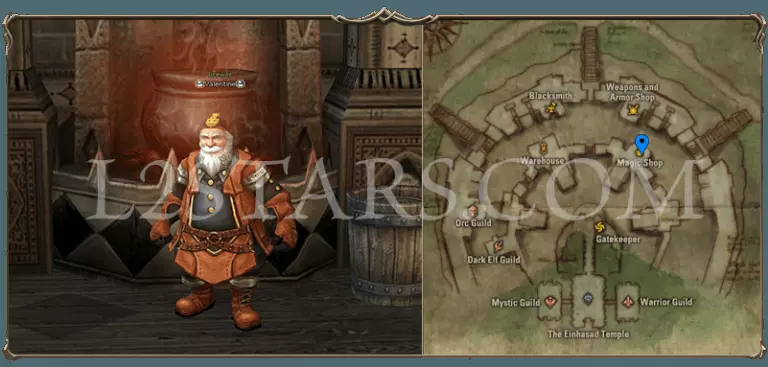 Brewer
Valentine
L2STARS.COM
Blacksmith
Weapons and
Armor Shop
Warehouse
Magic Shop
Orc Guild
Gatekeeper
Dark Elf Guild
Mystic Guild
Warrior Guild
The Einhasad Temple